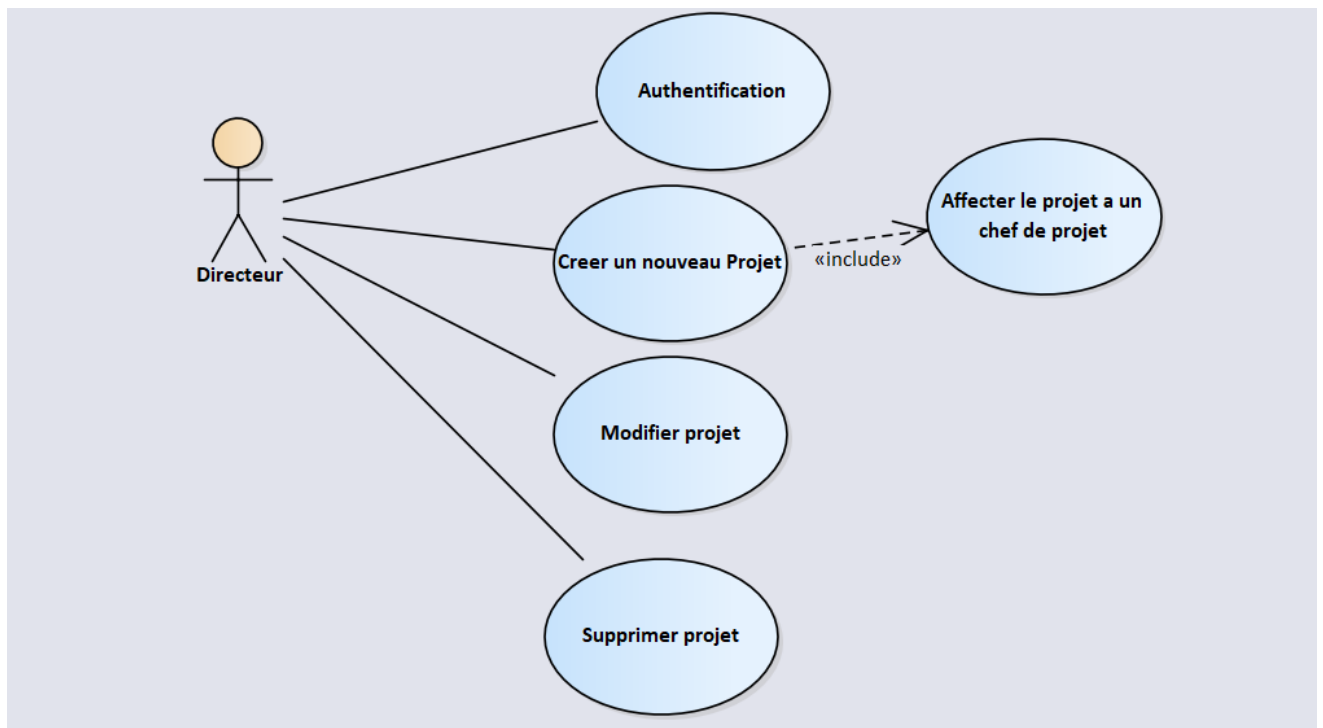 Authentification
Directeur
Creer un nouveau Projet
«include»
Affecter le projet a un
chef de projet
Modifier projet
Supprimer projet